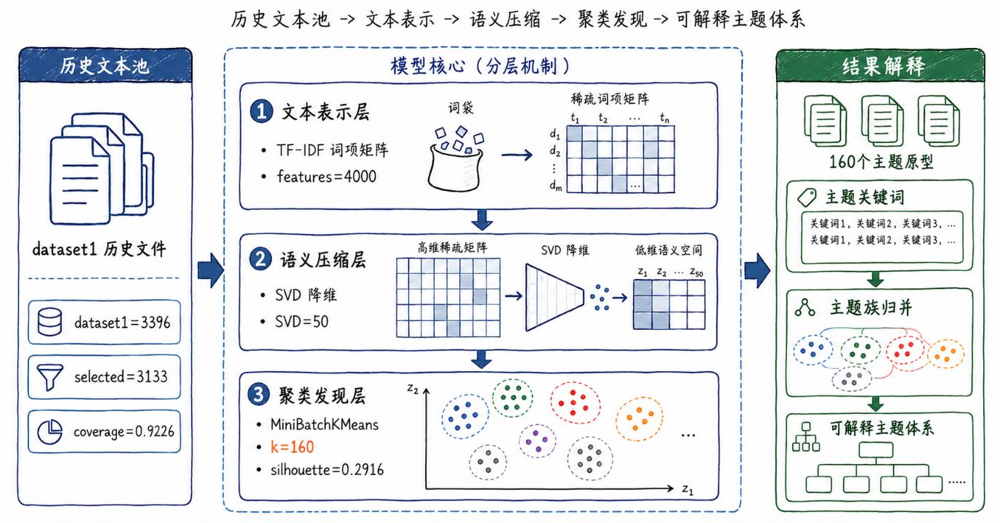 历史文本池 -> 文本表示 -> 语义压缩 -> 聚类发现 -> 可解释主题体系
历史文本池
dataset1 历史文件
dataset1=3396
selected=3133
coverage=0.9226
模型核心（分层机制）
1 文本表示层
• TF-IDF 词项矩阵
• features=4000
词袋
稀疏词项矩阵
t1 t2 ... tn
d1
d2
⋮
dm
...
2 语义压缩层
• SVD 降维
• SVD=50
高维稀疏矩阵
SVD 降维
低维语义空间
z1 z2 ... z50
3 聚类发现层
• MiniBatchKMeans
• k=160
• silhouette=0.2916
z2
...
z1
结果解释
160个主题原型
主题关键词
关键词1, 关键词2, 关键词3, ...
关键词1, 关键词2, 关键词3, ...
主题族归并
可解释主题体系
.....